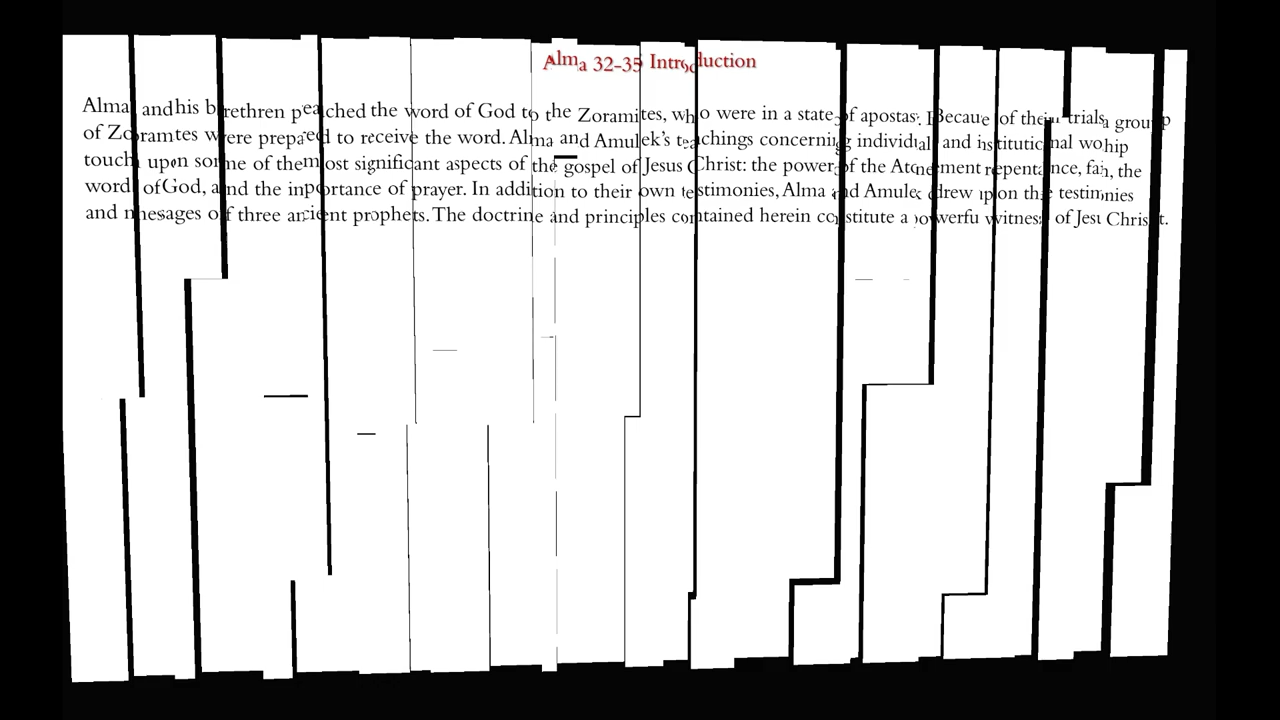 Alma 32-35 Introduction
Alma and his brethren preached the word of God to the Zoramites, who were in a state of apostasy. Because of their trials, a group
of Zoramites were prepared to receive the word. Alma and Amulek's teachings concerning individual and institutional worship
touch upon some of the most significant aspects of the gospel of Jesus Christ: the power of the Atonement, repentance, faith, the
word of God, and the importance of prayer. In addition to their own testimonies, Alma and Amulek drew upon the testimonies
and messages of three ancient prophets. The doctrine and principles contained herein constitute a powerful witness of Jesus Christ.